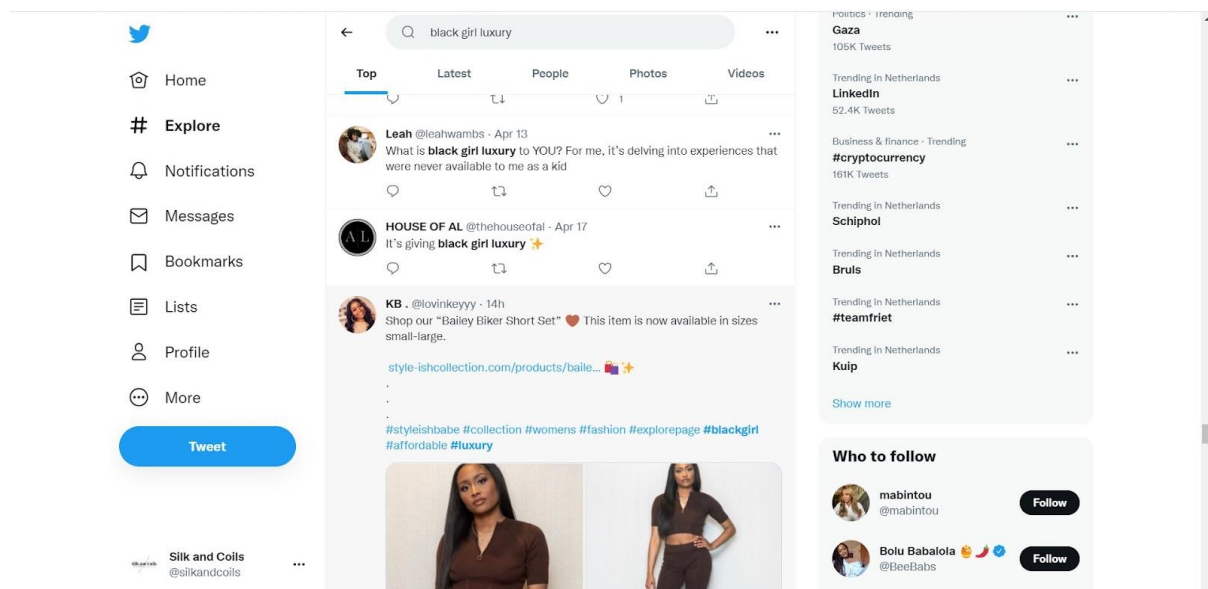 black girl luxury
Home
Explore
Notifications
Messages
Bookmarks
Lists
Profile
More
Tweet
Silk and Coils
@silkandcoils
Top
Latest
People
Photos
Videos
1
Leah @leahwambs · Apr 13
What is black girl luxury to YOU? For me, it's delving into experiences that
were never available to me as a kid
AL
HOUSE OF AL @thehouseofal · Apr 17
It's giving black girl luxury ✨
KB . @lovinkeyyy · 14h
Shop our “Bailey Biker Short Set” 🤎 This item is now available in sizes
small-large.
style-ishcollection.com/products/baile... 🛍️✨
.
.
.
#styleishbabe #collection #womens #fashion #explorepage #blackgirl
#affordable #luxury
Politics · Trending
Gaza
105K Tweets
Trending in Netherlands
LinkedIn
52.4K Tweets
Business & finance · Trending
#cryptocurrency
161K Tweets
Trending in Netherlands
Schiphol
Trending in Netherlands
Bruls
Trending in Netherlands
#teamfriet
Trending in Netherlands
Kuip
Show more
Who to follow
mabintou
@mabintou
Follow
Bolu Babalola 🍯🌶️
@BeeBabs
Follow